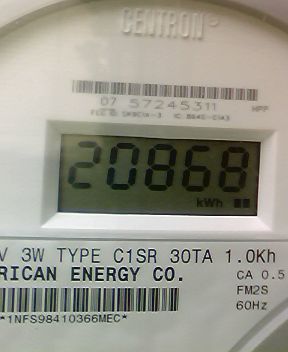 CENTRON®
07 57245311 HPP
20868
kWh
V 3W TYPE C1SR 30TA 1.0Kh
RICAN ENERGY CO. CA 0.5
FM2S
*1NFS98410366MEC* 60Hz